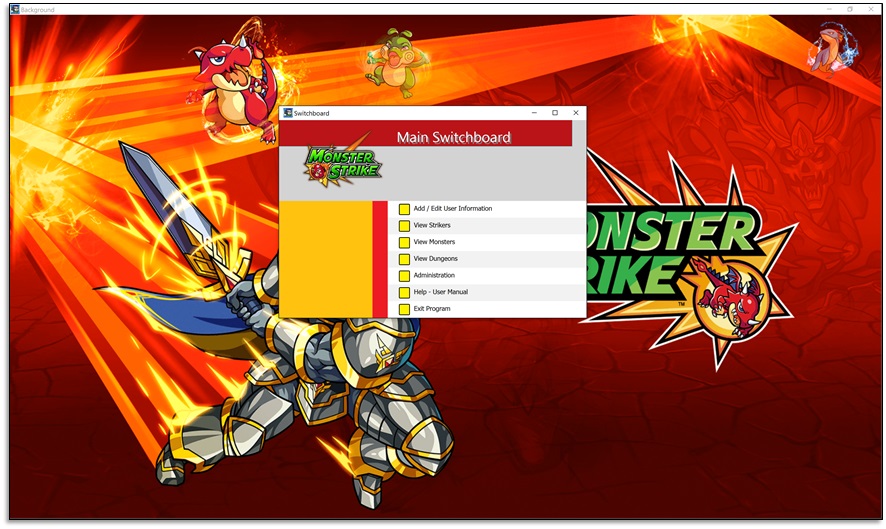 Background
Switchboard
Main Switchboard
MONSTER
STRIKE
Add / Edit User Information
View Strikers
View Monsters
View Dungeons
Administration
Help - User Manual
Exit Program
ONSTER
RIKE
TM